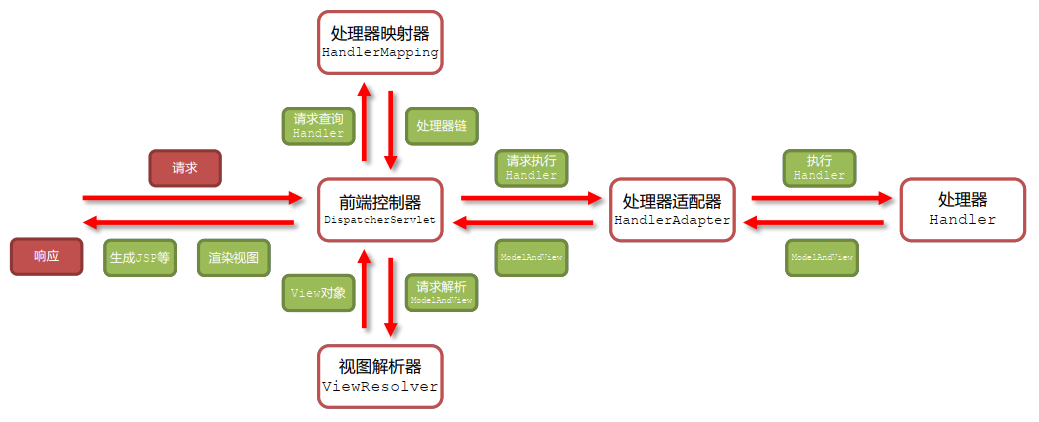 处理器映射器
HandlerMapping
请求查询
Handler
处理器链
请求
请求执行
Handler
执行
Handler
前端控制器
DispatcherServlet
处理器适配器
HandlerAdapter
处理器
Handler
响应
生成JSP等
渲染视图
ModelAndView
ModelAndView
View对象
请求解析
ModelAndView
视图解析器
ViewResolver